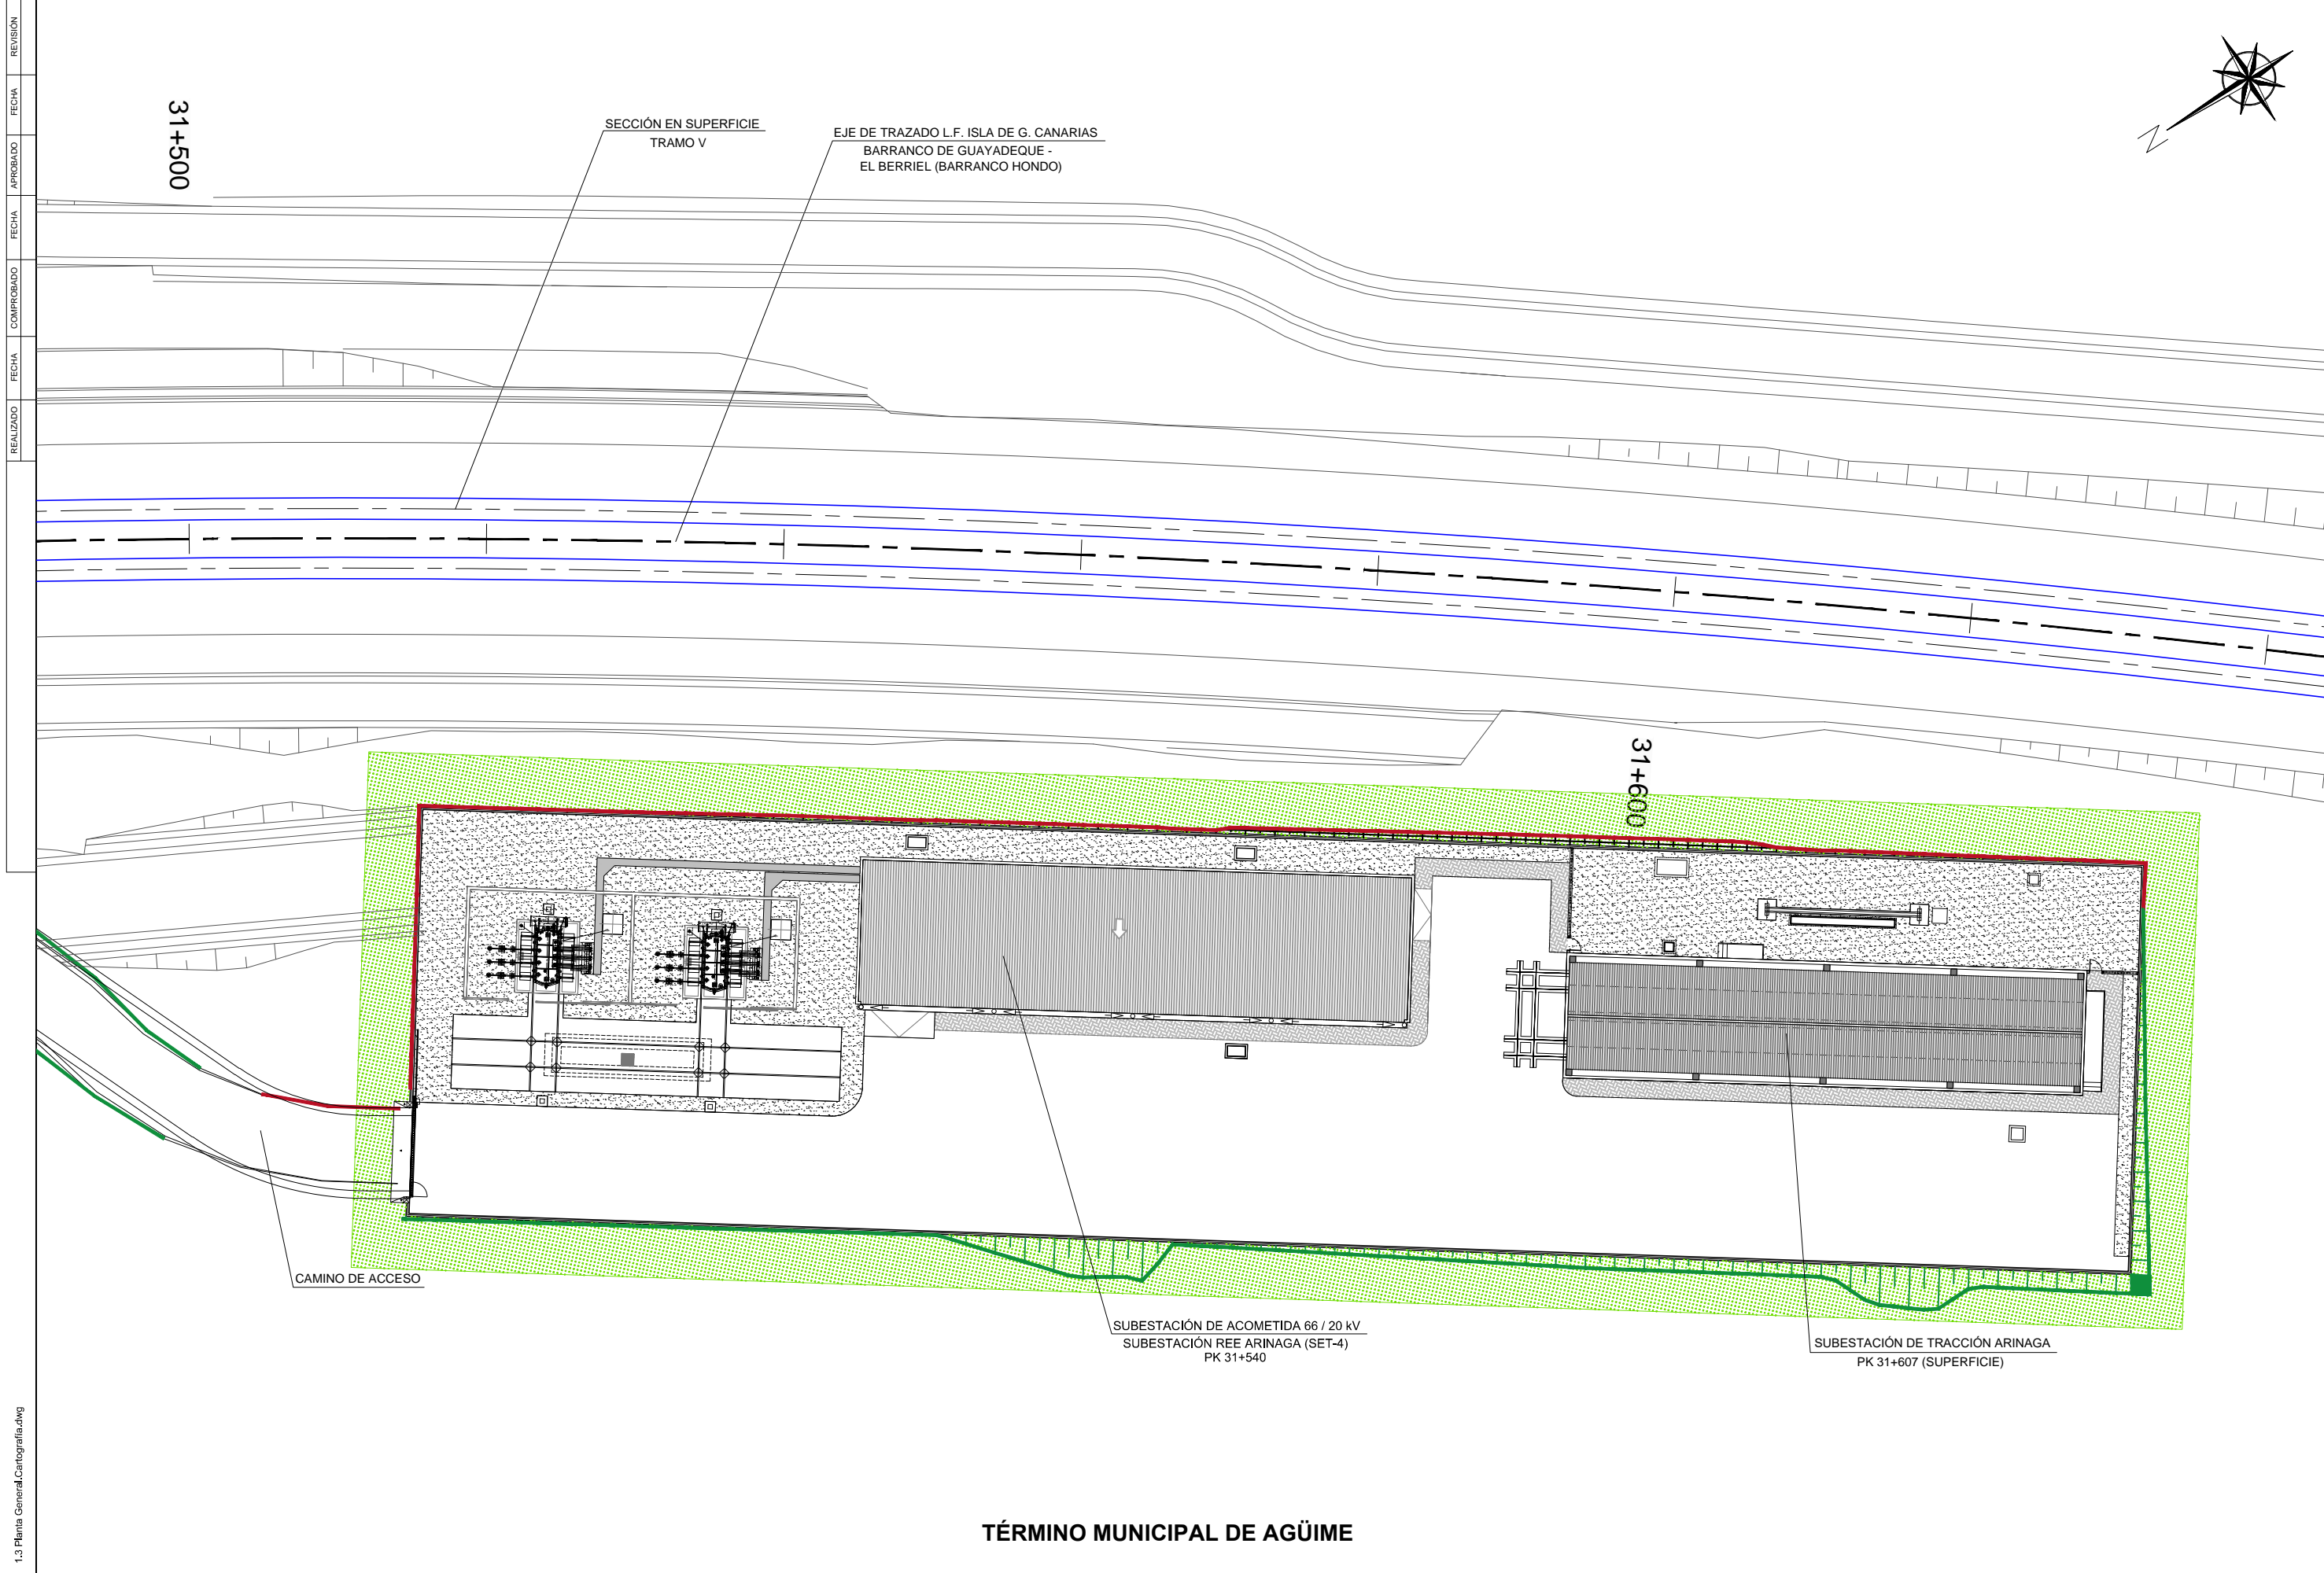 REVISIÓN
FECHA
APROBADO
FECHA
COMPROBADO
FECHA
REALIZADO
1.3 Planta General.Cartografía.dwg
31+500
SECCIÓN EN SUPERFICIE
TRAMO V
EJE DE TRAZADO L.F. ISLA DE G. CANARIAS
BARRANCO DE GUAYADEQUE -
EL BERRIEL (BARRANCO HONDO)
N
31+600
CAMINO DE ACCESO
SUBESTACIÓN DE ACOMETIDA 66 / 20 kV
SUBESTACIÓN REE ARINAGA (SET-4)
PK 31+540
SUBESTACIÓN DE TRACCIÓN ARINAGA
PK 31+607 (SUPERFICIE)
TÉRMINO MUNICIPAL DE AGÜIME